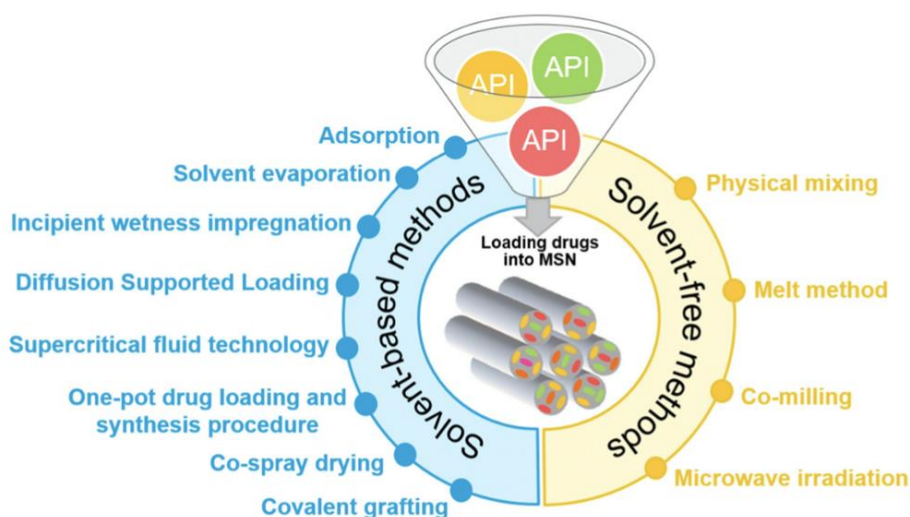 API
API
API
Adsorption
Solvent evaporation
Incipient wetness impregnation
Diffusion Supported Loading
Supercritical fluid technology
One-pot drug loading and
synthesis procedure
Co-spray drying
Covalent grafting
Solvent-based methods
Loading drugs
into MSN
Solvent-free methods
Physical mixing
Melt method
Co-milling
Microwave irradiation